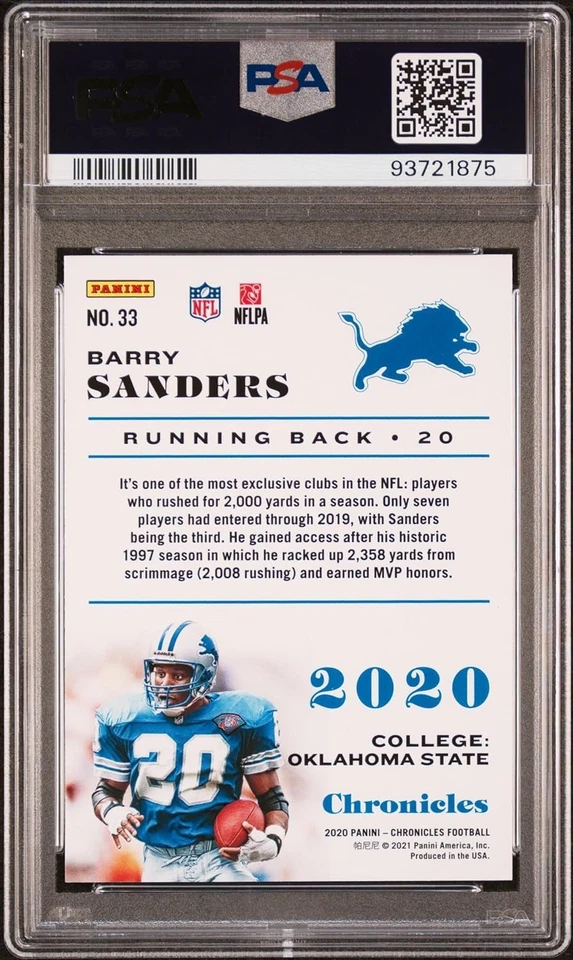 PSA
PSA
93721875
PANINI
NO. 33
NFL
NFLPA
BARRY
SANDERS
RUNNING BACK • 20
It's one of the most exclusive clubs in the NFL: players
who rushed for 2,000 yards in a season. Only seven
players had entered through 2019, with Sanders
being the third. He gained access after his historic
1997 season in which he racked up 2,358 yards from
scrimmage (2,008 rushing) and earned MVP honors.
20
2020
COLLEGE:
OKLAHOMA STATE
Chronicles
2020 PANINI – CHRONICLES FOOTBALL
帕尼尼 © 2021 Panini America, Inc.
Produced in the USA.
PSA